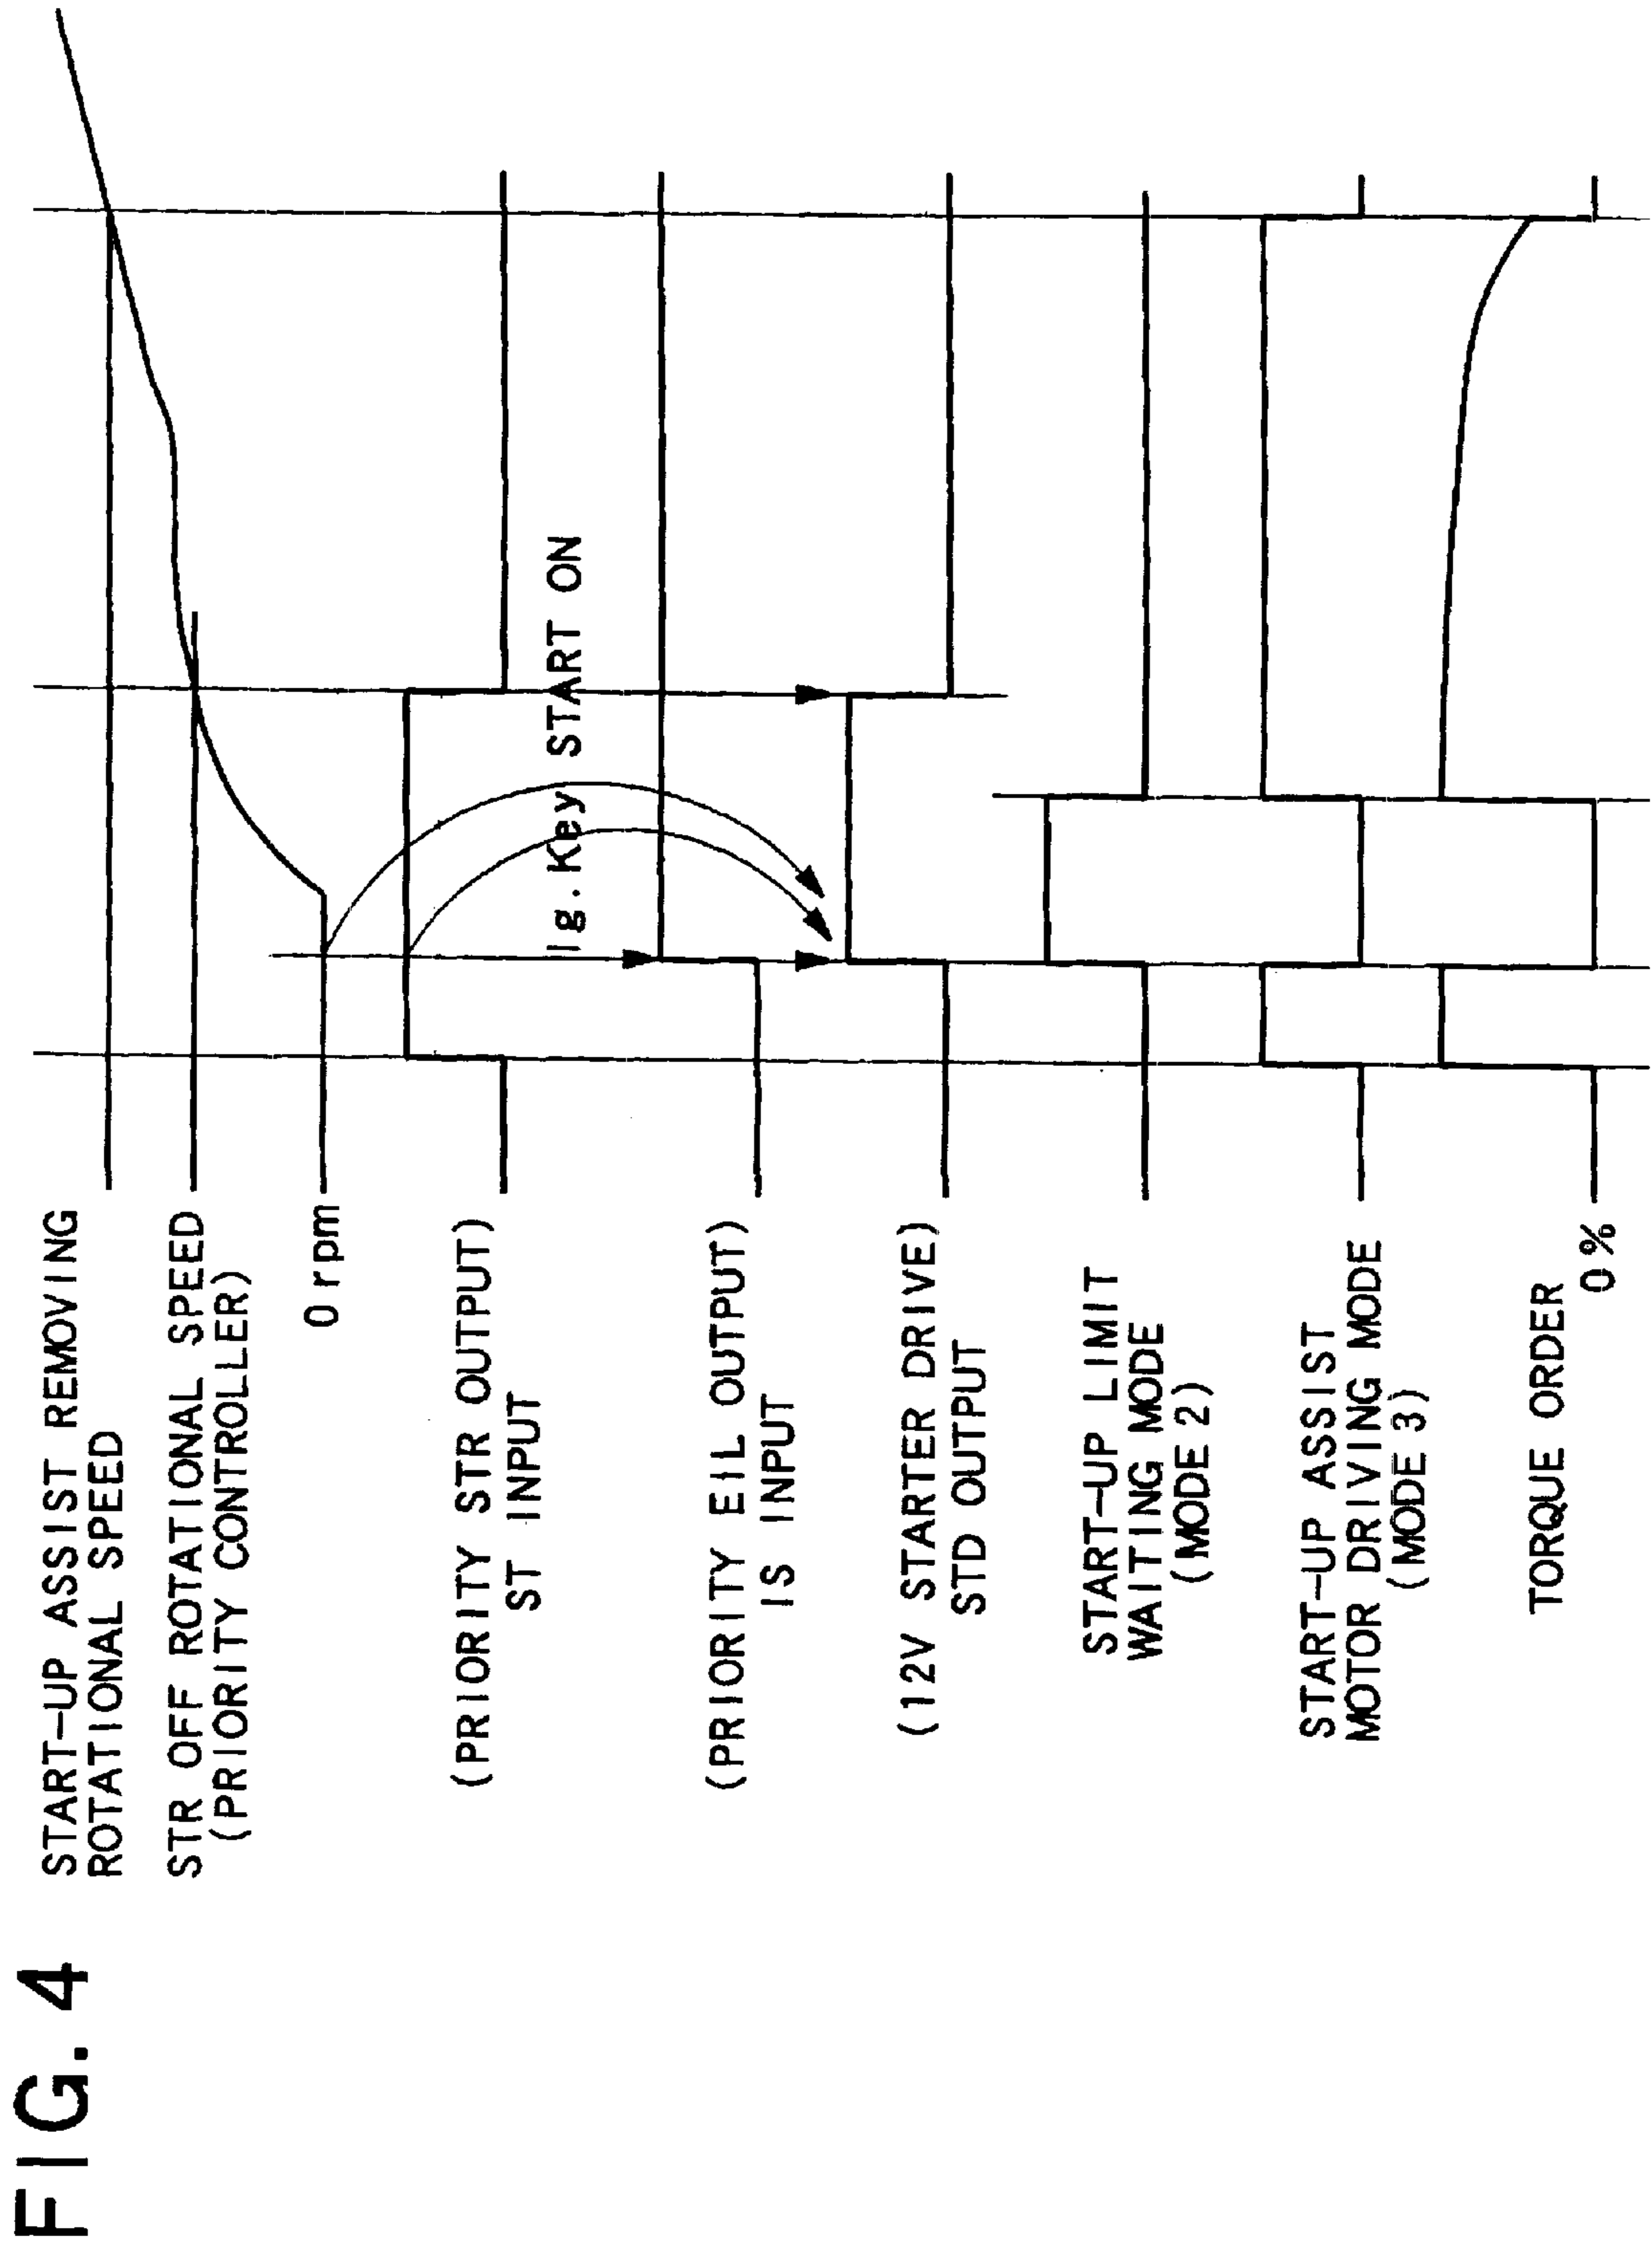 FIG. 4
START-UP ASSIST REMOVING
ROTATIONAL SPEED
STR OFF ROTATIONAL SPEED
(PRIORITY CONTROLLER)
0 rpm
(PRIORITY STR OUTPUT)
ST INPUT
Ig. Key START ON
(PRIORITY EIL OUTPUT)
IS INPUT
(12V STARTER DRIVE)
STD OUTPUT
START-UP LIMIT
WAITING MODE
(MODE 2)
START-UP ASSIST
MOTOR DRIVING MODE
(MODE 3)
TORQUE ORDER
0 %